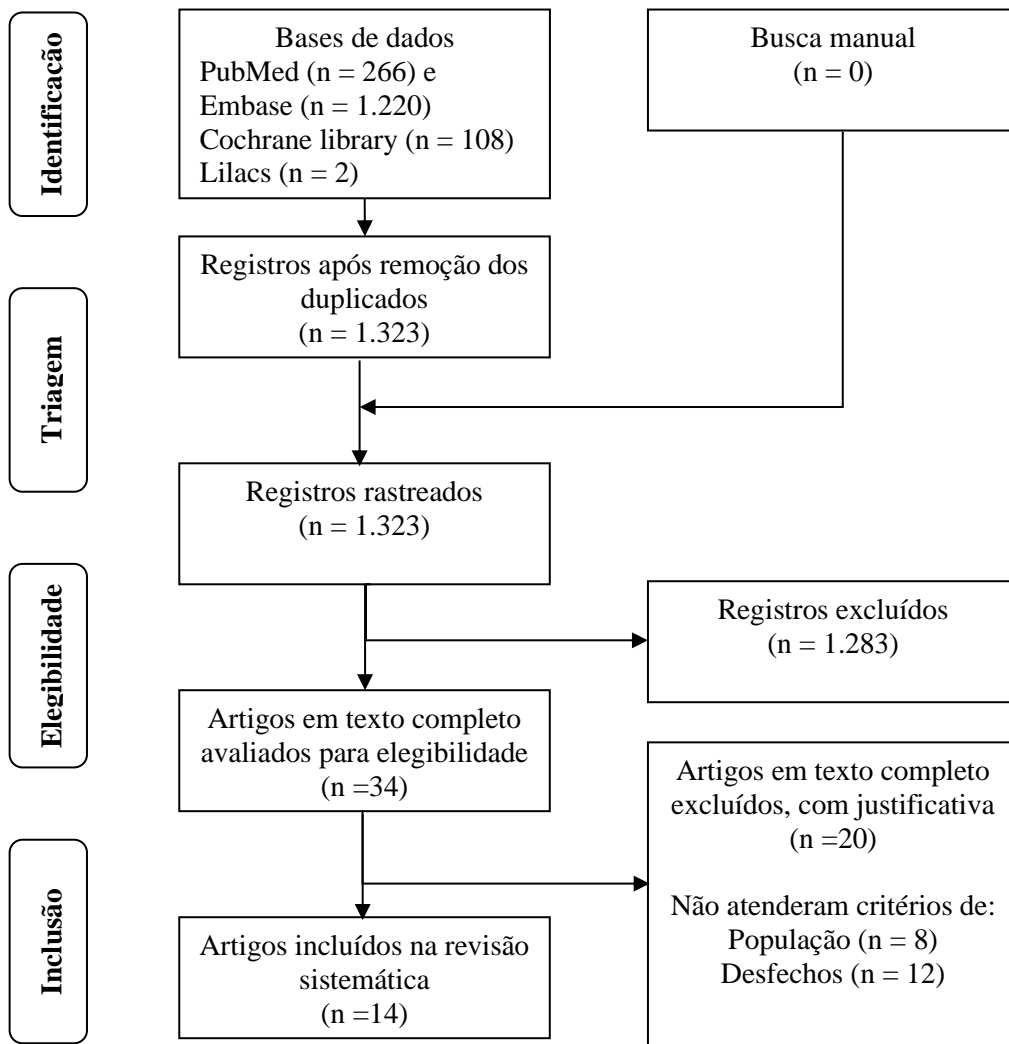 Identificação
Bases de dados
PubMed (n = 266) e
Embase (n = 1.220)
Cochrane library (n = 108)
Lilacs (n = 2)
Busca manual
(n = 0)
Registros após remoção dos
duplicados
(n = 1.323)
Triagem
Registros rastreados
(n = 1.323)
Elegibilidade
Registros excluídos
(n = 1.283)
Artigos em texto completo
avaliados para elegibilidade
(n =34)
Artigos em texto completo
excluídos, com justificativa
(n =20)
Não atenderam critérios de:
População (n = 8)
Desfechos (n = 12)
Inclusão
Artigos incluídos na revisão
sistemática
(n =14)